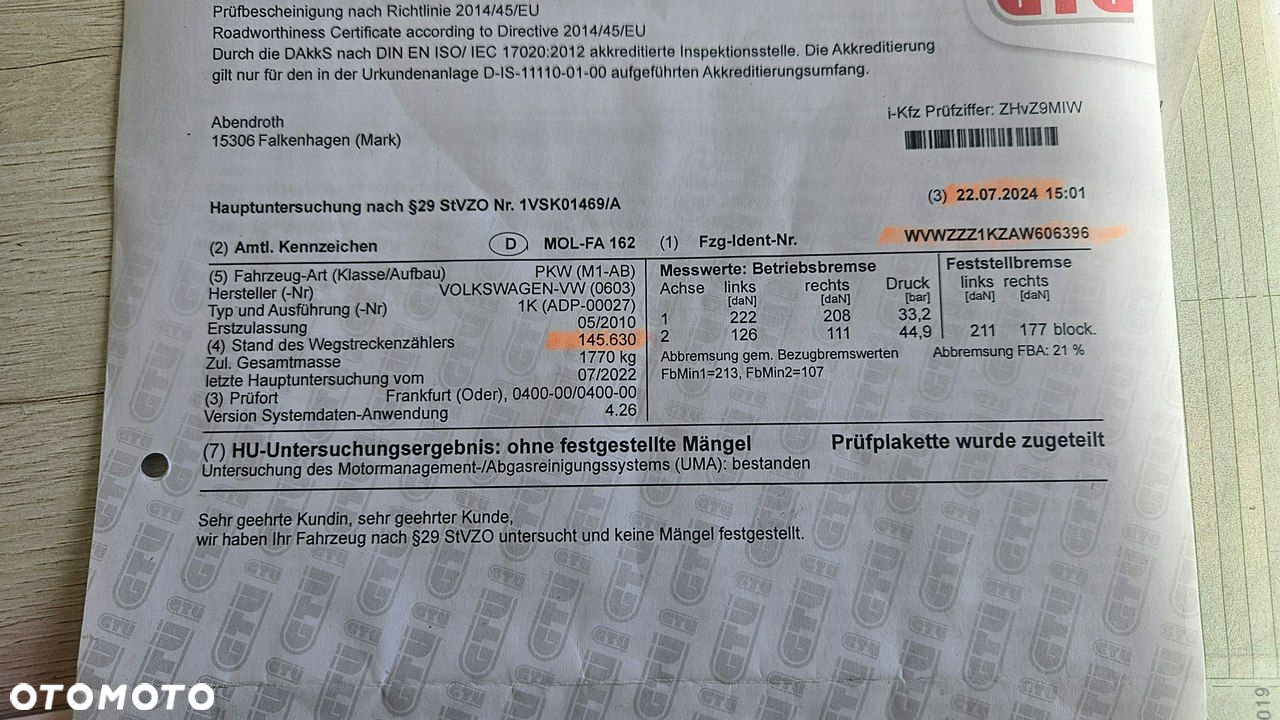 Prüfbescheinigung nach Richtlinie 2014/45/EU
Roadworthiness Certificate according to Directive 2014/45/EU
Durch die DAkkS nach DIN EN ISO/ IEC 17020:2012 akkreditierte Inspektionsstelle. Die Akkreditierung
gilt nur für den in der Urkundenanlage D-IS-11110-01-00 aufgeführten Akkreditierungsumfang.
Abendroth
15306 Falkenhagen (Mark)
i-Kfz Prüfziffer: ZHvZ9MIW
(3) 22.07.2024 15:01
Hauptuntersuchung nach §29 StVZO Nr. 1VSK01469/A
(2) Amtl. Kennzeichen D MOL-FA 162 (1) Fzg-Ident-Nr. WVWZZZ1KZAW606396
(5) Fahrzeug-Art (Klasse/Aufbau) PKW (M1-AB)
Hersteller (-Nr) VOLKSWAGEN-VW (0603)
Typ und Ausführung (-Nr) 1K (ADP-00027)
Erstzulassung 05/2010
(4) Stand des Wegstreckenzählers 145.630
Zul. Gesamtmasse 1770 kg
letzte Hauptuntersuchung vom 07/2022
(3) Prüfort Frankfurt (Oder), 0400-00/0400-00
Version Systemdaten-Anwendung 4.26
Messwerte: Betriebsbremse Feststellbremse
Achse links rechts Druck links rechts
[daN] [daN] [bar] [daN] [daN]
1 222 208 33,2
2 126 111 44,9 211 177 block.
Abbremsung gem. Bezugbremswerten Abbremsung FBA: 21 %
FbMin1=213, FbMin2=107
(7) HU-Untersuchungsergebnis: ohne festgestellte Mängel Prüfplakette wurde zugeteilt
Untersuchung des Motormanagement-/Abgasreinigungssystems (UMA): bestanden
Sehr geehrte Kundin, sehr geehrter Kunde,
wir haben Ihr Fahrzeug nach §29 StVZO untersucht und keine Mängel festgestellt.
OTOMOTO